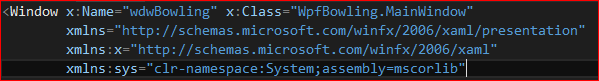 <Window x:Name="wdwBowling" x:Class="WpfBowling.MainWindow"
xmlns="http://schemas.microsoft.com/winfx/2006/xaml/presentation"
xmlns:x="http://schemas.microsoft.com/winfx/2006/xaml"
xmlns:sys="clr-namespace:System;assembly=mscorlib"